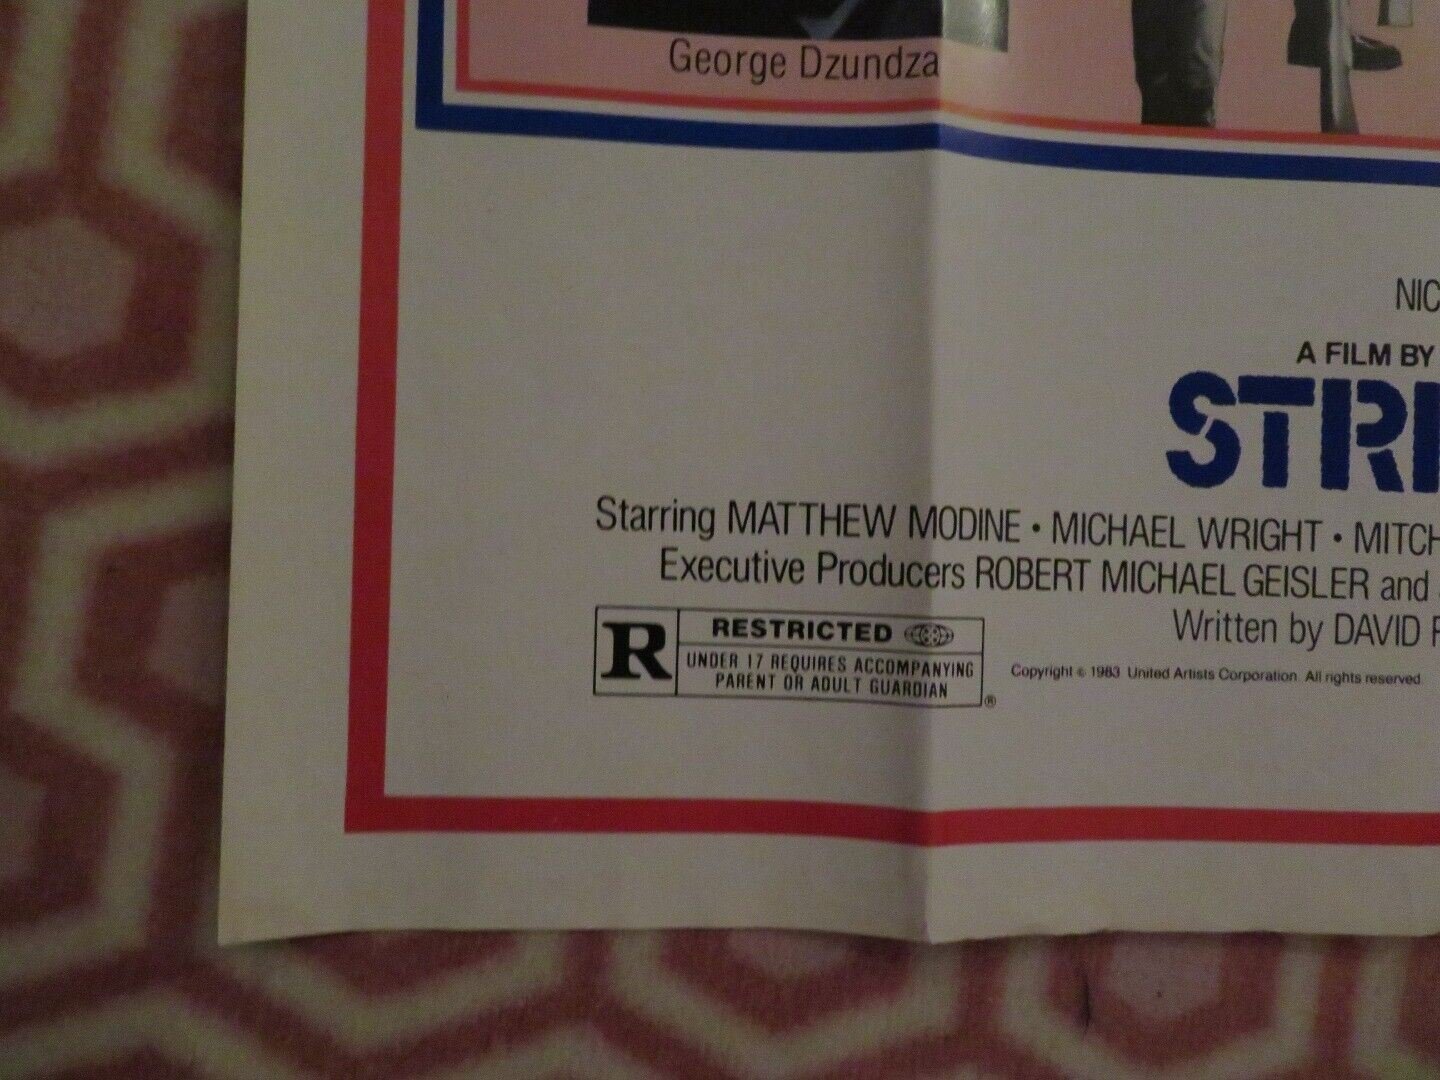 George Dzundza
NIC
A FILM BY
STRI
Starring MATTHEW MODINE • MICHAEL WRIGHT • MITCH
Executive Producers ROBERT MICHAEL GEISLER and
Written by DAVID R
R
RESTRICTED
UNDER 17 REQUIRES ACCOMPANYING
PARENT OR ADULT GUARDIAN
®
Copyright © 1983 United Artists Corporation. All rights reserved.